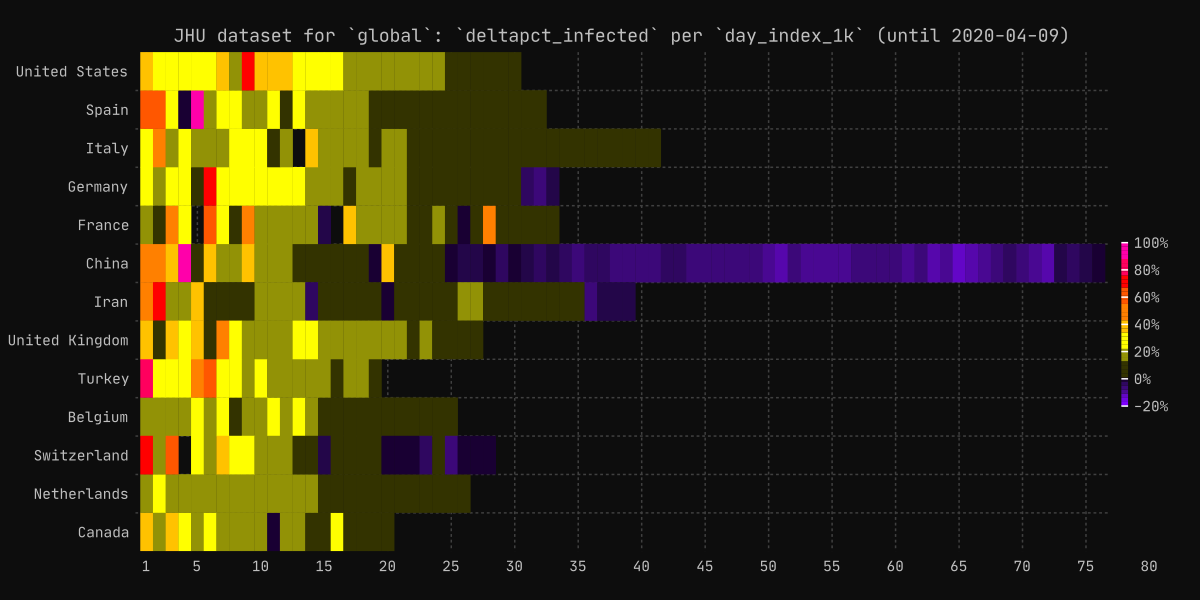 JHU dataset for `global`: `deltapct_infected` per `day_index_1k` (until 2020-04-09)
United States
Spain
Italy
Germany
France
China
Iran
United Kingdom
Turkey
Belgium
Switzerland
Netherlands
Canada
100%
80%
60%
40%
20%
0%
-20%
1 5 10 15 20 25 30 35 40 45 50 55 60 65 70 75 80